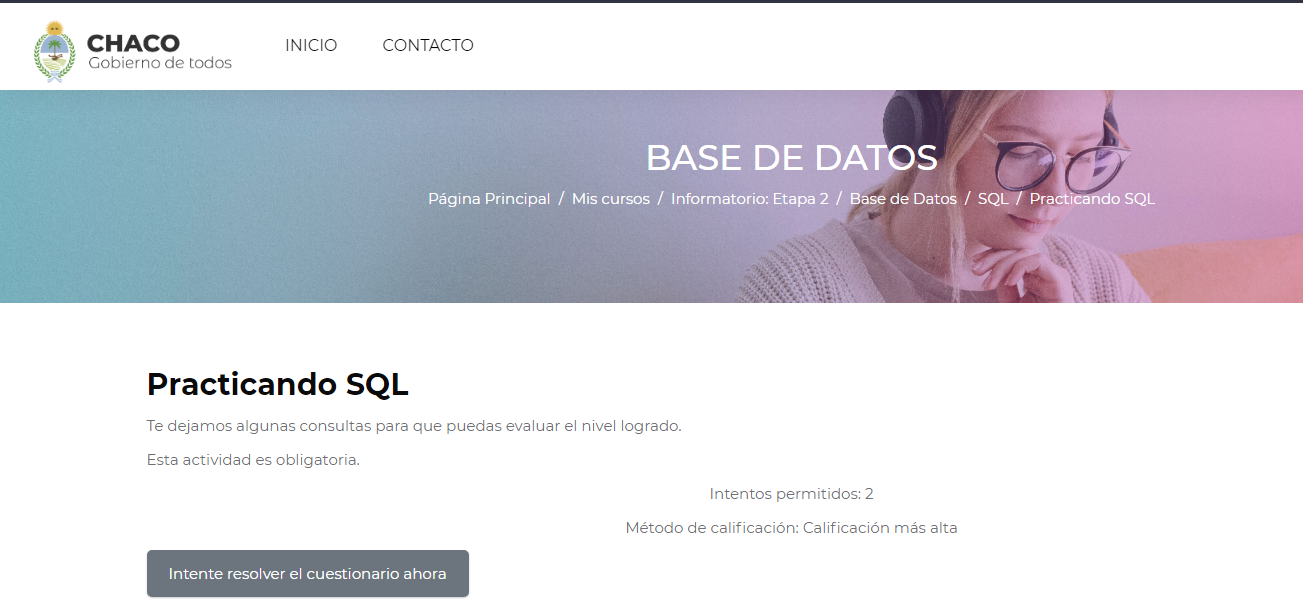 CHACO
Gobierno de todos
INICIO
CONTACTO
BASE DE DATOS
Página Principal / Mis cursos / Informatorio: Etapa 2 / Base de Datos / SQL / Practicando SQL
Practicando SQL
Te dejamos algunas consultas para que puedas evaluar el nivel logrado.
Esta actividad es obligatoria.
Intentos permitidos: 2
Método de calificación: Calificación más alta
Intente resolver el cuestionario ahora